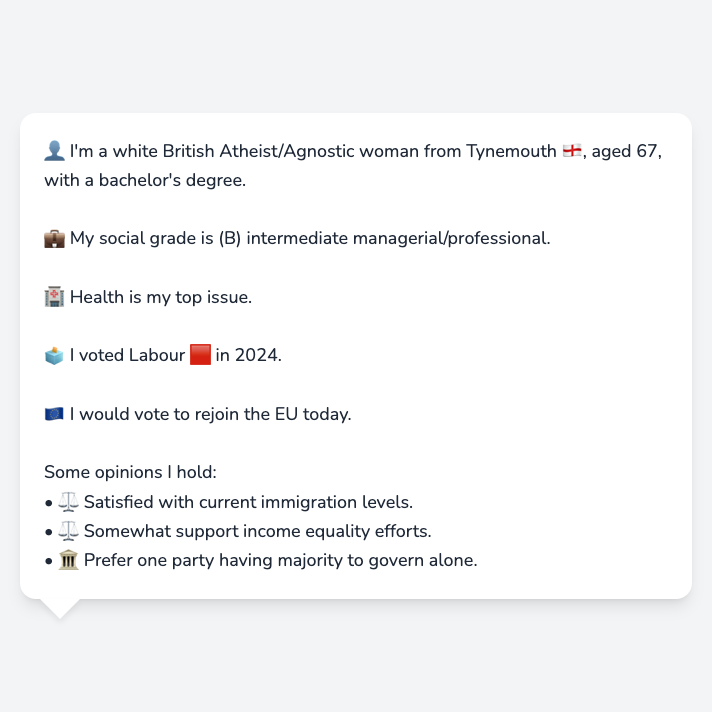 👤 I'm a white British Atheist/Agnostic woman from Tynemouth 🏴󠁧󠁢󠁥󠁮󠁧󠁿, aged 67,
with a bachelor's degree.
💼 My social grade is (B) intermediate managerial/professional.
🏥 Health is my top issue.
🗳️ I voted Labour 🟥 in 2024.
🇪🇺 I would vote to rejoin the EU today.
Some opinions I hold:
• ⚖️ Satisfied with current immigration levels.
• ⚖️ Somewhat support income equality efforts.
• 🏛️ Prefer one party having majority to govern alone.